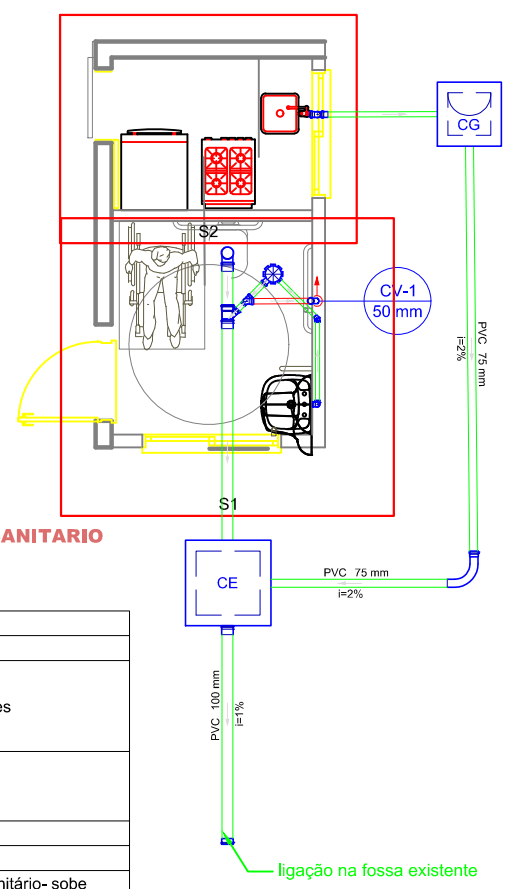 CG
S2
CV-1
50 mm
PVC 75 mm
i=2%
S1
ANITARIO
CE
PVC 75 mm
i=2%
es
PVC 100 mm
i=1%
nitário- sobe
ligação na fossa existente